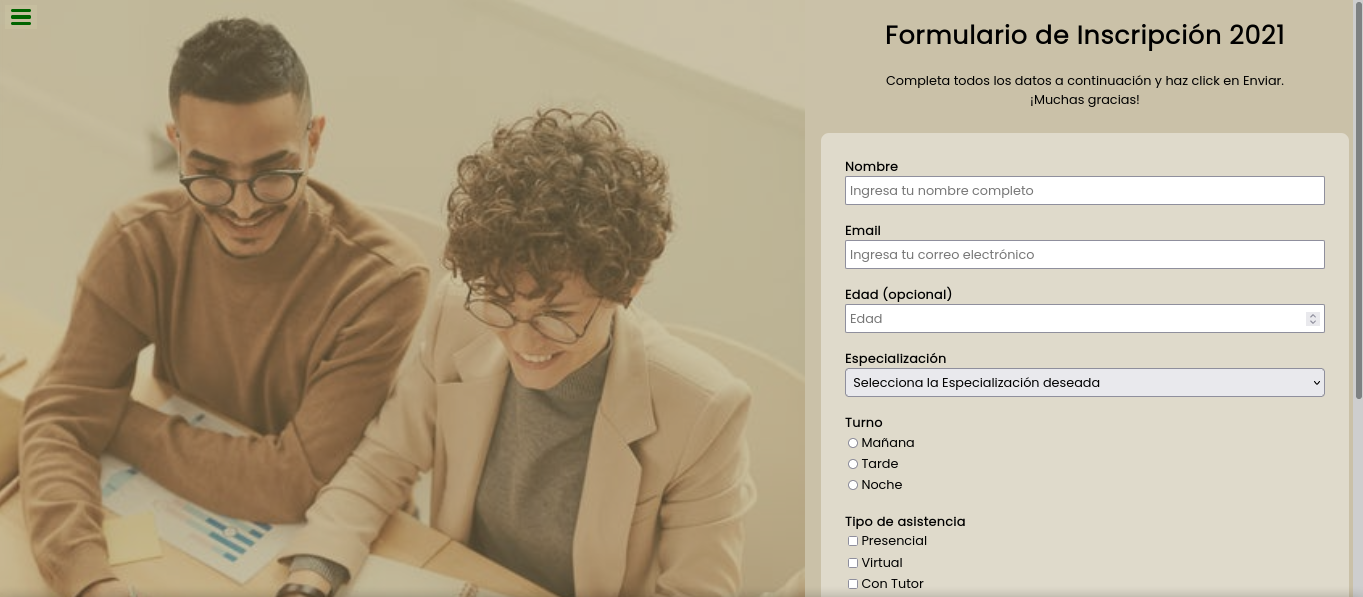 Formulario de Inscripción 2021
Completa todos los datos a continuación y haz click en Enviar.
¡Muchas gracias!
Nombre
Ingresa tu nombre completo
Email
Ingresa tu correo electrónico
Edad (opcional)
Edad
Especialización
Selecciona la Especialización deseada
Turno
Mañana
Tarde
Noche
Tipo de asistencia
Presencial
Virtual
Con Tutor